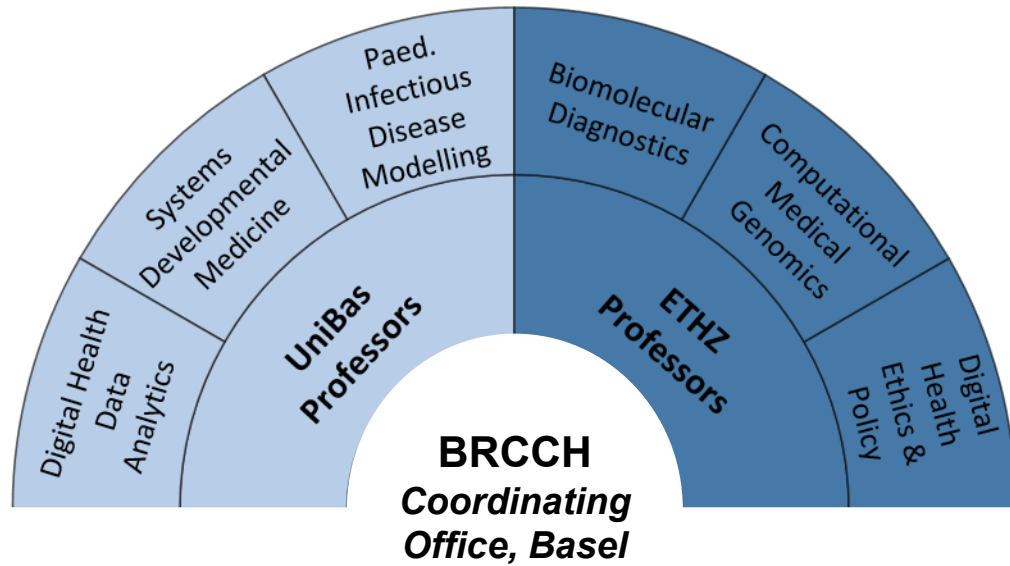 Paed.
Infectious
Disease
Modelling
Biomolecular
Diagnostics
Systems
Developmental
Medicine
Computational
Medical
Genomics
Digital Health
Data
Analytics
UniBas
Professors
ETHZ
Professors
Digital
Health
Ethics &
Policy
BRCCH
Coordinating
Office, Basel